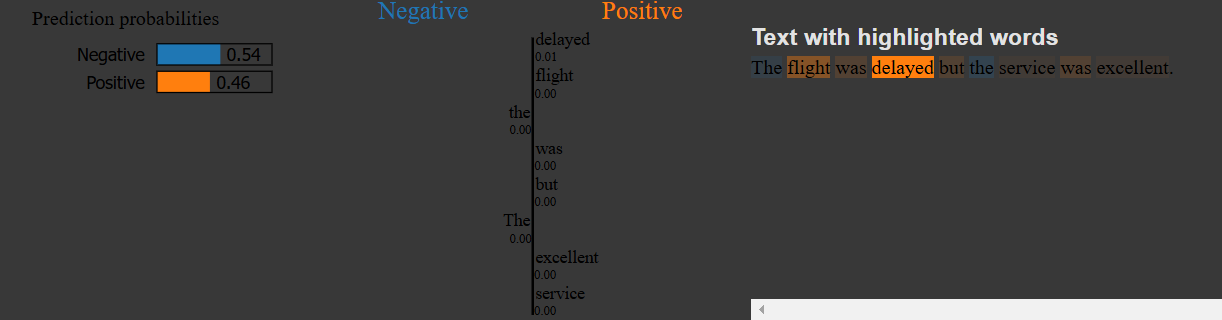 Prediction probabilities
Negative 0.54
Positive 0.46
Negative Positive
delayed
0.01
flight
0.00
the
0.00
was
0.00
but
0.00
The
0.00
excellent
0.00
service
0.00
Text with highlighted words
The flight was delayed but the service was excellent.